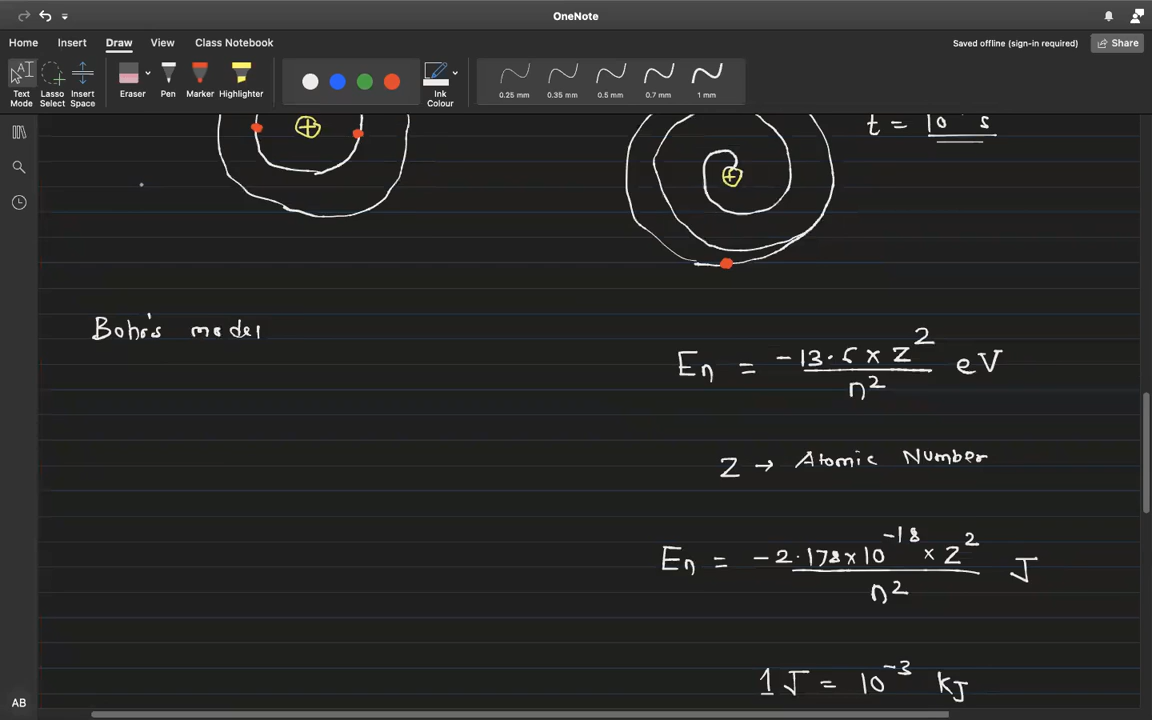 OneNote
Home Insert Draw View Class Notebook
Saved offline (sign-in required) Share
Text Mode
Lasso Select
Insert Space
Eraser
Pen
Marker
Highlighter
Ink Colour
0.25 mm 0.35 mm 0.5 mm 0.7 mm 1 mm
t = 10 s
Bohr's model
En = -13.6 × Z² / n² eV
Z → Atomic Number
En = -2.178×10⁻¹⁸ × Z² / n² J
1 J = 10⁻³ kJ
AB